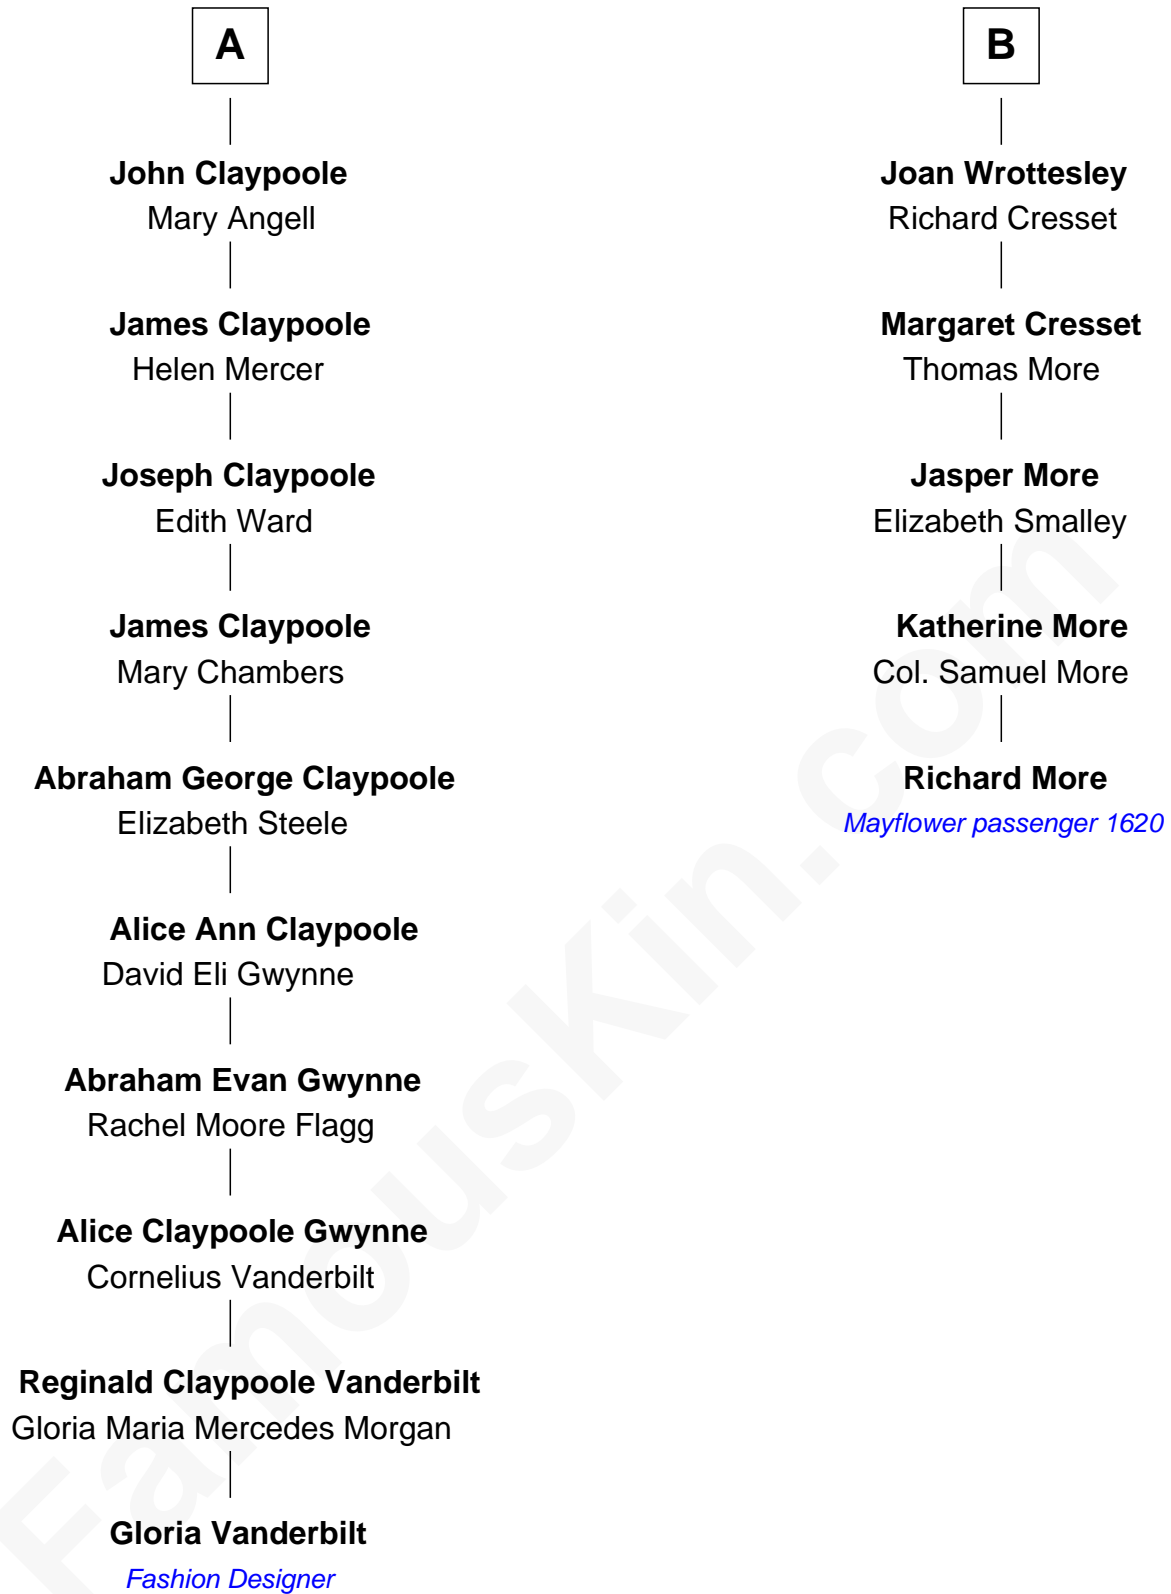 A
John Claypoole
Mary Angell
James Claypoole
Helen Mercer
Joseph Claypoole
Edith Ward
James Claypoole
Mary Chambers
Abraham George Claypoole
Elizabeth Steele
Alice Ann Claypoole
David Eli Gwynne
Abraham Evan Gwynne
Rachel Moore Flagg
Alice Claypoole Gwynne
Cornelius Vanderbilt
Reginald Claypoole Vanderbilt
Gloria Maria Mercedes Morgan
Gloria Vanderbilt
Fashion Designer
B
Joan Wrottesley
Richard Cresset
Margaret Cresset
Thomas More
Jasper More
Elizabeth Smalley
Katherine More
Col. Samuel More
Richard More
Mayflower passenger 1620
FamousKin.com